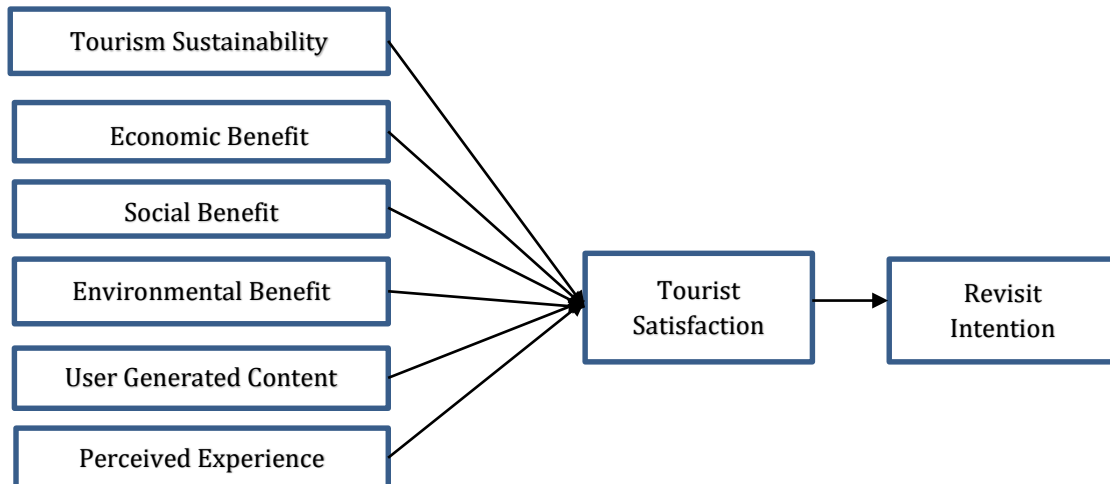 Tourism Sustainability
Economic Benefit
Social Benefit
Environmental Benefit
User Generated Content
Perceived Experience
Tourist
Satisfaction
Revisit
Intention